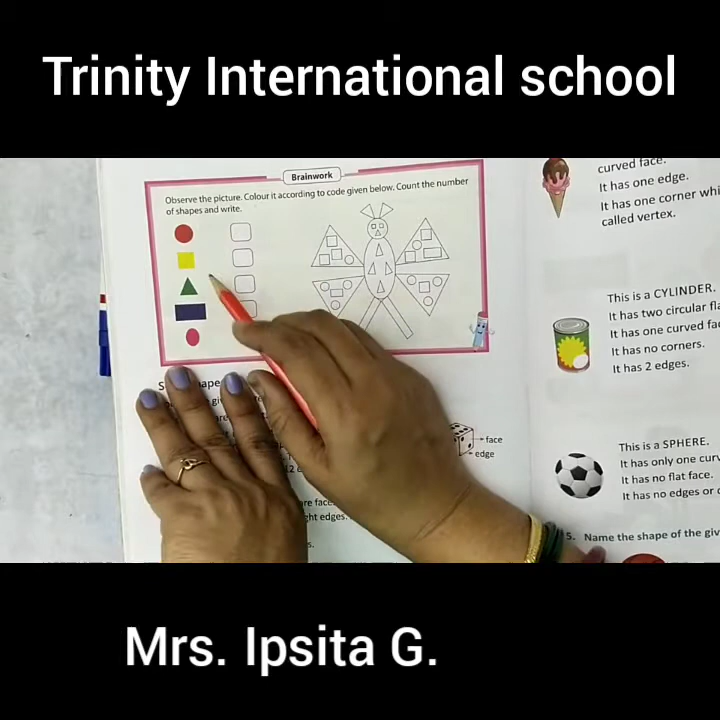 Trinity International school
Brainwork
Observe the picture. Colour it according to code given below. Count the number
of shapes and write.
curved face.
It has one edge.
It has one corner whi
called vertex.
This is a CYLINDER.
It has two circular fla
It has one curved fa
It has no corners.
It has 2 edges.
face
edge
This is a SPHERE.
It has only one curv
It has no flat face.
It has no edges or c
5. Name the shape of the giv
Mrs. Ipsita G.